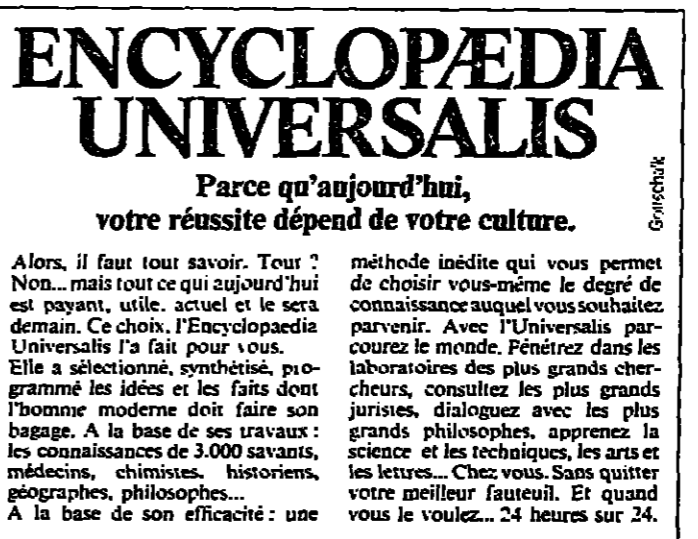 ENCYCLOPÆDIA
UNIVERSALIS
Parce qu'aujourd'hui,
votre réussite dépend de votre culture.
Gottschalk
Alors, il faut tout savoir. Tout ?
Non... mais tout ce qui aujourd'hui
est payant, utile, actuel et le sera
demain. Ce choix, l'Encyclopaedia
Universalis l'a fait pour vous.
Elle a sélectionné, synthétisé, pro-
grammé les idées et les faits dont
l'homme moderne doit faire son
bagage. A la base de ses travaux :
les connaissances de 3.000 savants,
médecins, chimistes, historiens,
géographes, philosophes...
A la base de son efficacité : une
méthode inédite qui vous permet
de choisir vous-même le degré de
connaissance auquel vous souhaitez
parvenir. Avec l'Universalis par-
courez le monde. Pénétrez dans les
laboratoires des plus grands cher-
cheurs, consultez les plus grands
juristes, dialoguez avec les plus
grands philosophes, apprenez la
science et les techniques, les arts et
les lettres... Chez vous. Sans quitter
votre meilleur fauteuil. Et quand
vous le voulez... 24 heures sur 24.